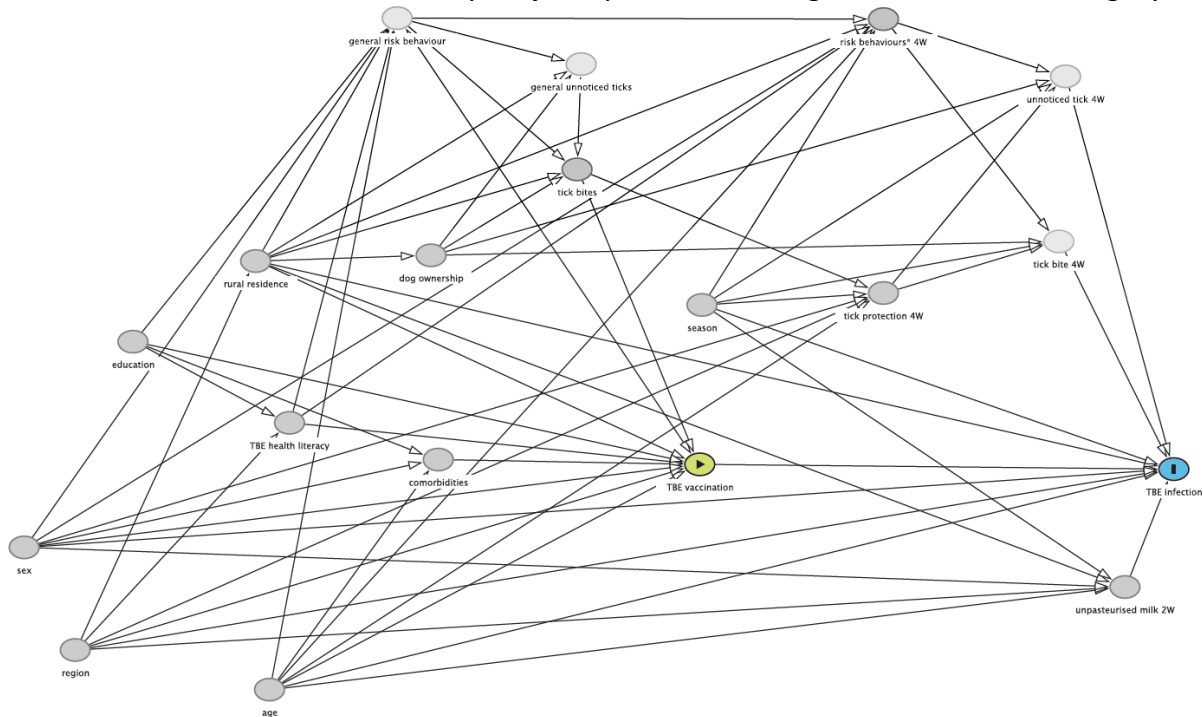 general risk behaviour
risk behaviours* 4W
general unnoticed ticks
unnoticed tick 4W
tick bites
tick bite 4W
rural residence
dog ownership
season
tick protection 4W
education
TBE health literacy
comorbidities
TBE vaccination
TBE infection
sex
unpasteurised milk 2W
region
age